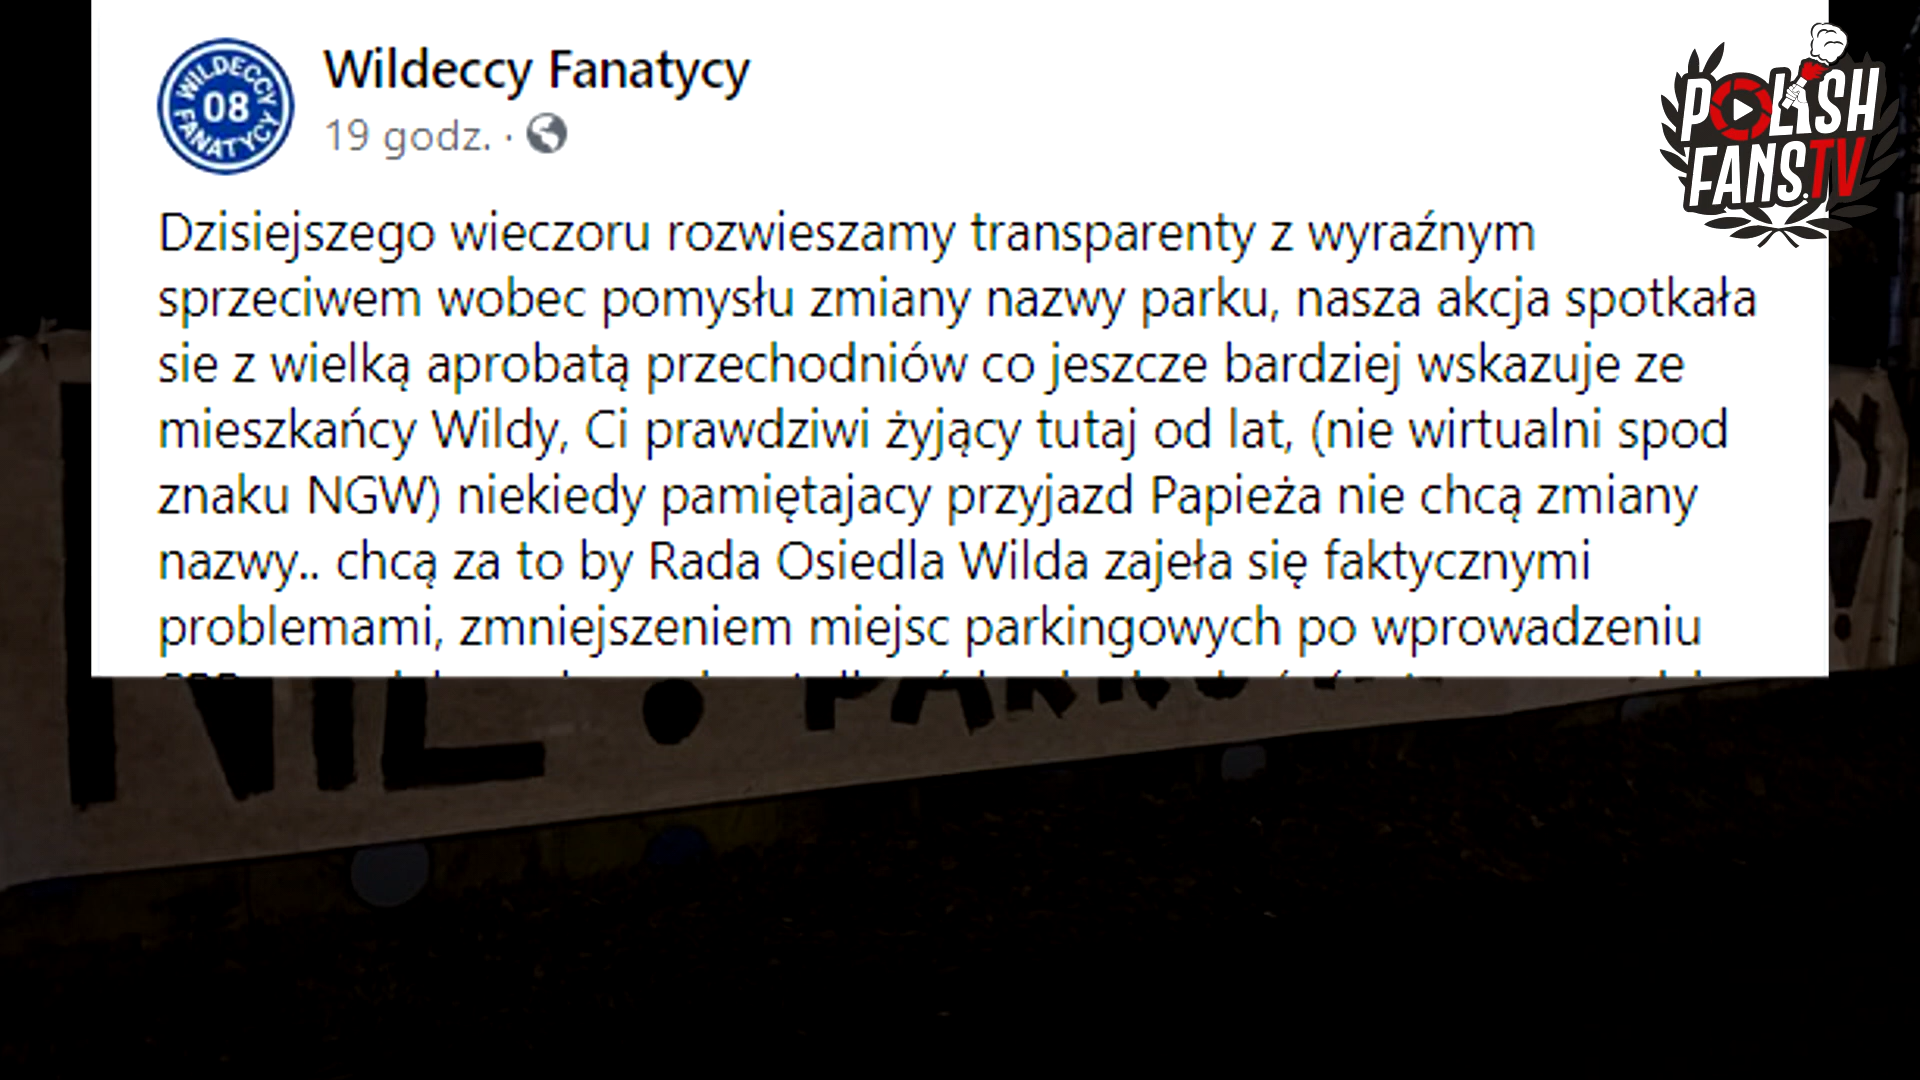 WILDECCY
08
FANATYCY
Wildeccy Fanatycy
19 godz. ·
POLISH
FANS.TV
Dzisiejszego wieczoru rozwieszamy transparenty z wyraźnym
sprzeciwem wobec pomysłu zmiany nazwy parku, nasza akcja spotkała
sie z wielką aprobatą przechodniów co jeszcze bardziej wskazuje ze
mieszkańcy Wildy, Ci prawdziwi żyjący tutaj od lat, (nie wirtualni spod
znaku NGW) niekiedy pamiętajacy przyjazd Papieża nie chcą zmiany
nazwy.. chcą za to by Rada Osiedla Wilda zajeła się faktycznymi
problemami, zmniejszeniem miejsc parkingowych po wprowadzeniu